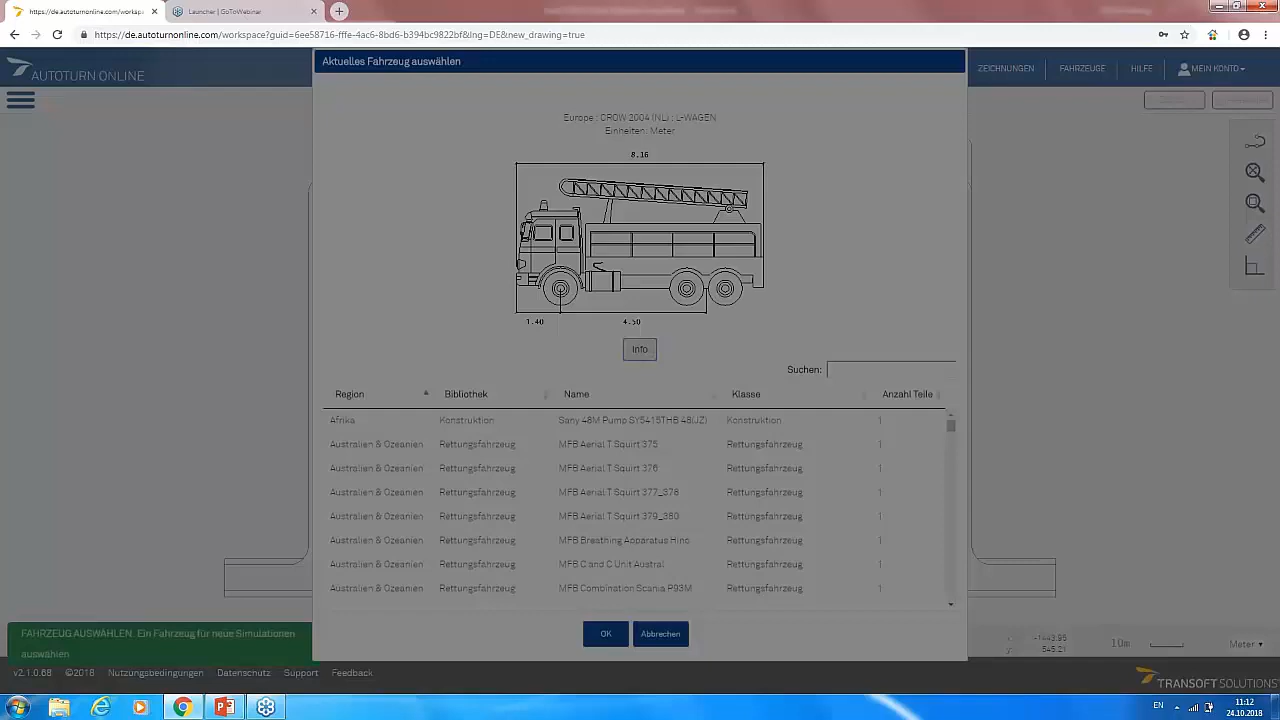 https://de.autoturnonline.com/workspa
Launcher | GoToWebinar
https://de.autoturnonline.com/workspace?guid=6ee58716-fffe-4ac6-8bd6-b394bc9822bf&lng=DE&new_drawing=true
AUTOTURN ONLINE
Aktuelles Fahrzeug auswählen
ZEICHNUNGEN
FAHRZEUGE
HILFE
MEIN KONTO
Europe : CROW 2004 (NL) : L-WAGEN
Einheiten: Meter
8.16
1.40
4.50
Info
Suchen:
Region Bibliothek Name Klasse Anzahl Teile
Afrika Konstruktion Sany 48M Pump SY5415THB 48(JZ) Konstruktion 1
Australien & Ozeanien Rettungsfahrzeug MFB Aerial T Squirt 375 Rettungsfahrzeug 1
Australien & Ozeanien Rettungsfahrzeug MFB Aerial T Squirt 376 Rettungsfahrzeug 1
Australien & Ozeanien Rettungsfahrzeug MFB Aerial T Squirt 377_378 Rettungsfahrzeug 1
Australien & Ozeanien Rettungsfahrzeug MFB Aerial T Squirt 379_380 Rettungsfahrzeug 1
Australien & Ozeanien Rettungsfahrzeug MFB Breathing Apparatus Hino Rettungsfahrzeug 1
Australien & Ozeanien Rettungsfahrzeug MFB C and C Unit Austral Rettungsfahrzeug 1
Australien & Ozeanien Rettungsfahrzeug MFB Combination Scania P93M Rettungsfahrzeug 1
OK
Abbrechen
FAHRZEUG AUSWÄHLEN. Ein Fahrzeug für neue Simulationen
auswählen
x: -1443.95
y: 545.21
10m
Meter
v2.1.0.68 ©2018 Nutzungsbedingungen Datenschutz Support Feedback
TRANSOFT SOLUTIONS
EN
11:12
24.10.2018